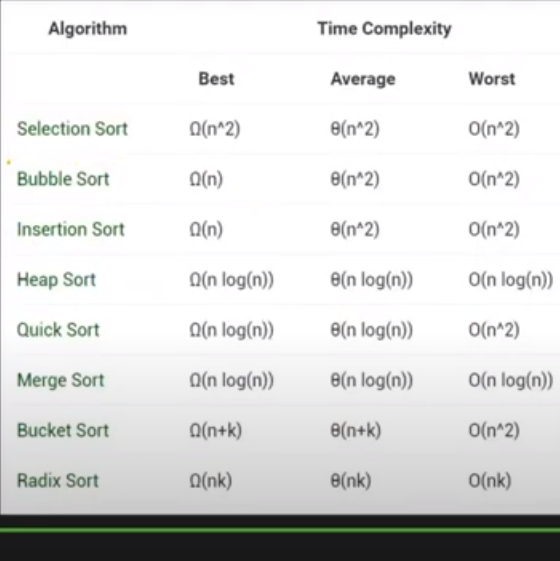 Algorithm Time Complexity
Best Average Worst
Selection Sort Ω(n^2) θ(n^2) O(n^2)
Bubble Sort Ω(n) θ(n^2) O(n^2)
Insertion Sort Ω(n) θ(n^2) O(n^2)
Heap Sort Ω(n log(n)) θ(n log(n)) O(n log(n))
Quick Sort Ω(n log(n)) θ(n log(n)) O(n^2)
Merge Sort Ω(n log(n)) θ(n log(n)) O(n log(n))
Bucket Sort Ω(n+k) θ(n+k) O(n^2)
Radix Sort Ω(nk) θ(nk) O(nk)